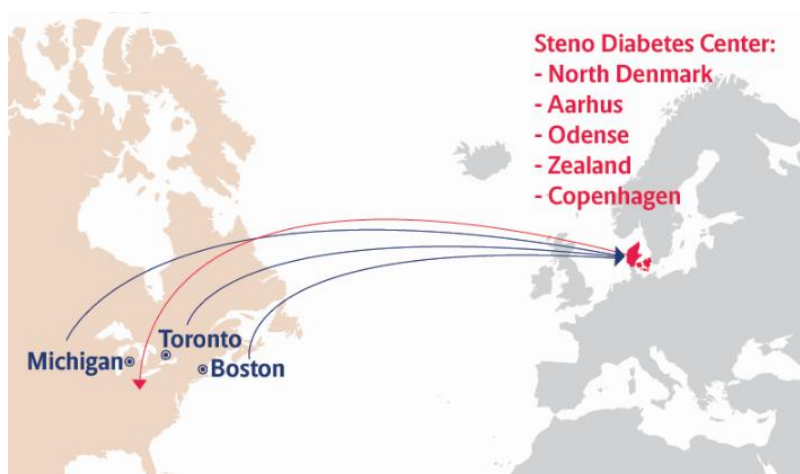 Steno Diabetes Center:
- North Denmark
- Aarhus
- Odense
- Zealand
- Copenhagen
Toronto
Michigan
Boston